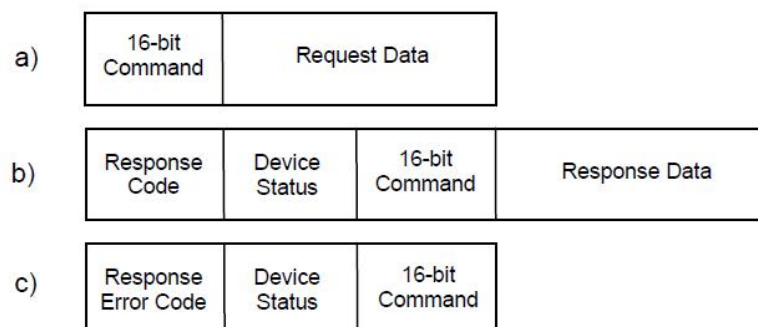 a)
16-bit
Command
Request Data
b)
Response
Code
Device
Status
16-bit
Command
Response Data
c)
Response
Error Code
Device
Status
16-bit
Command